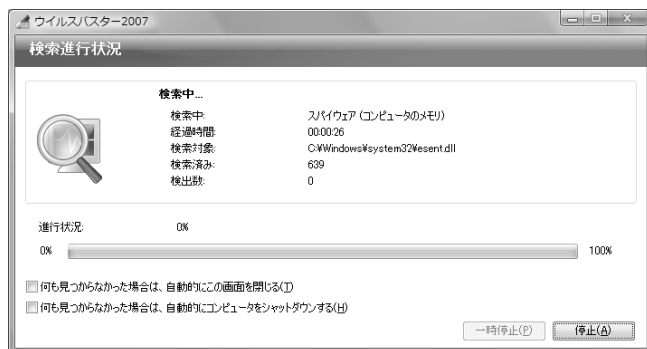 ウイルスバスター2007
検索進行状況
検索中...
検索中: スパイウェア (コンピュータのメモリ)
経過時間: 00:00:26
検索対象: C:¥Windows¥system32¥esent.dll
検索済み: 639
検出数: 0
進行状況: 0%
0% 100%
何も見つからなかった場合は、自動的にこの画面を閉じる(T)
何も見つからなかった場合は、自動的にコンピュータをシャットダウンする(H)
一時停止(P) 停止(A)